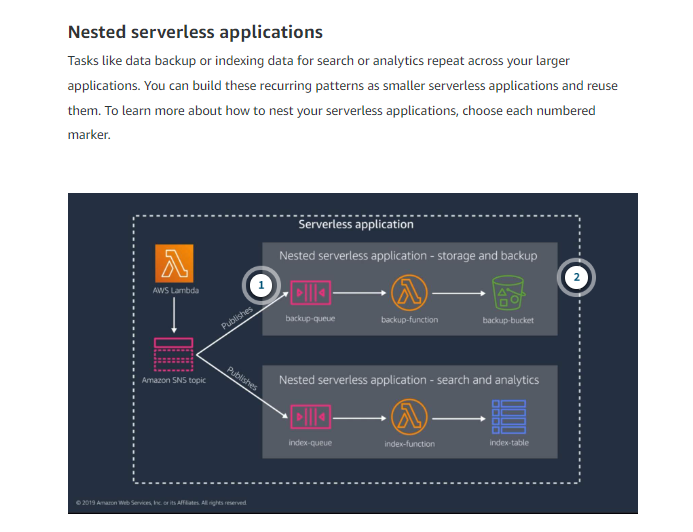 Nested serverless applications
Tasks like data backup or indexing data for search or analytics repeat across your larger
applications. You can build these recurring patterns as smaller serverless applications and reuse
them. To learn more about how to nest your serverless applications, choose each numbered
marker.
Serverless application
Nested serverless application - storage and backup
AWS Lambda
1
2
backup-queue
backup-function
backup-bucket
Publishes
Amazon SNS topic
Publishes
Nested serverless application - search and analytics
index-queue
index-function
index-table
© 2019 Amazon Web Services, Inc. or its Affiliates. All rights reserved.